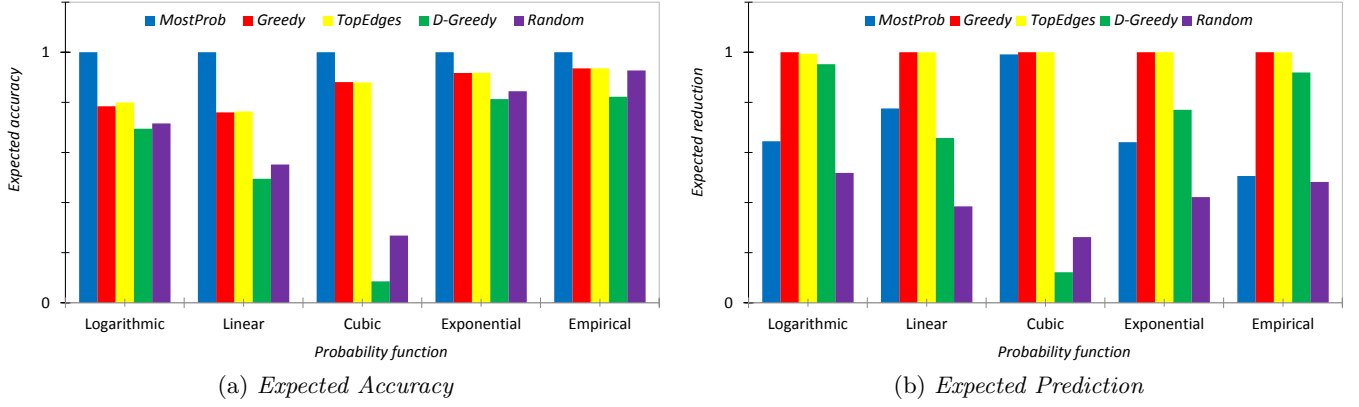 MostProb Greedy TopEdges D-Greedy Random
1
Expected accuracy
0
Logarithmic Linear Cubic Exponential Empirical
Probability function
(a) Expected Accuracy
MostProb Greedy TopEdges D-Greedy Random
1
Expected reduction
0
Logarithmic Linear Cubic Exponential Empirical
Probability function
(b) Expected Prediction